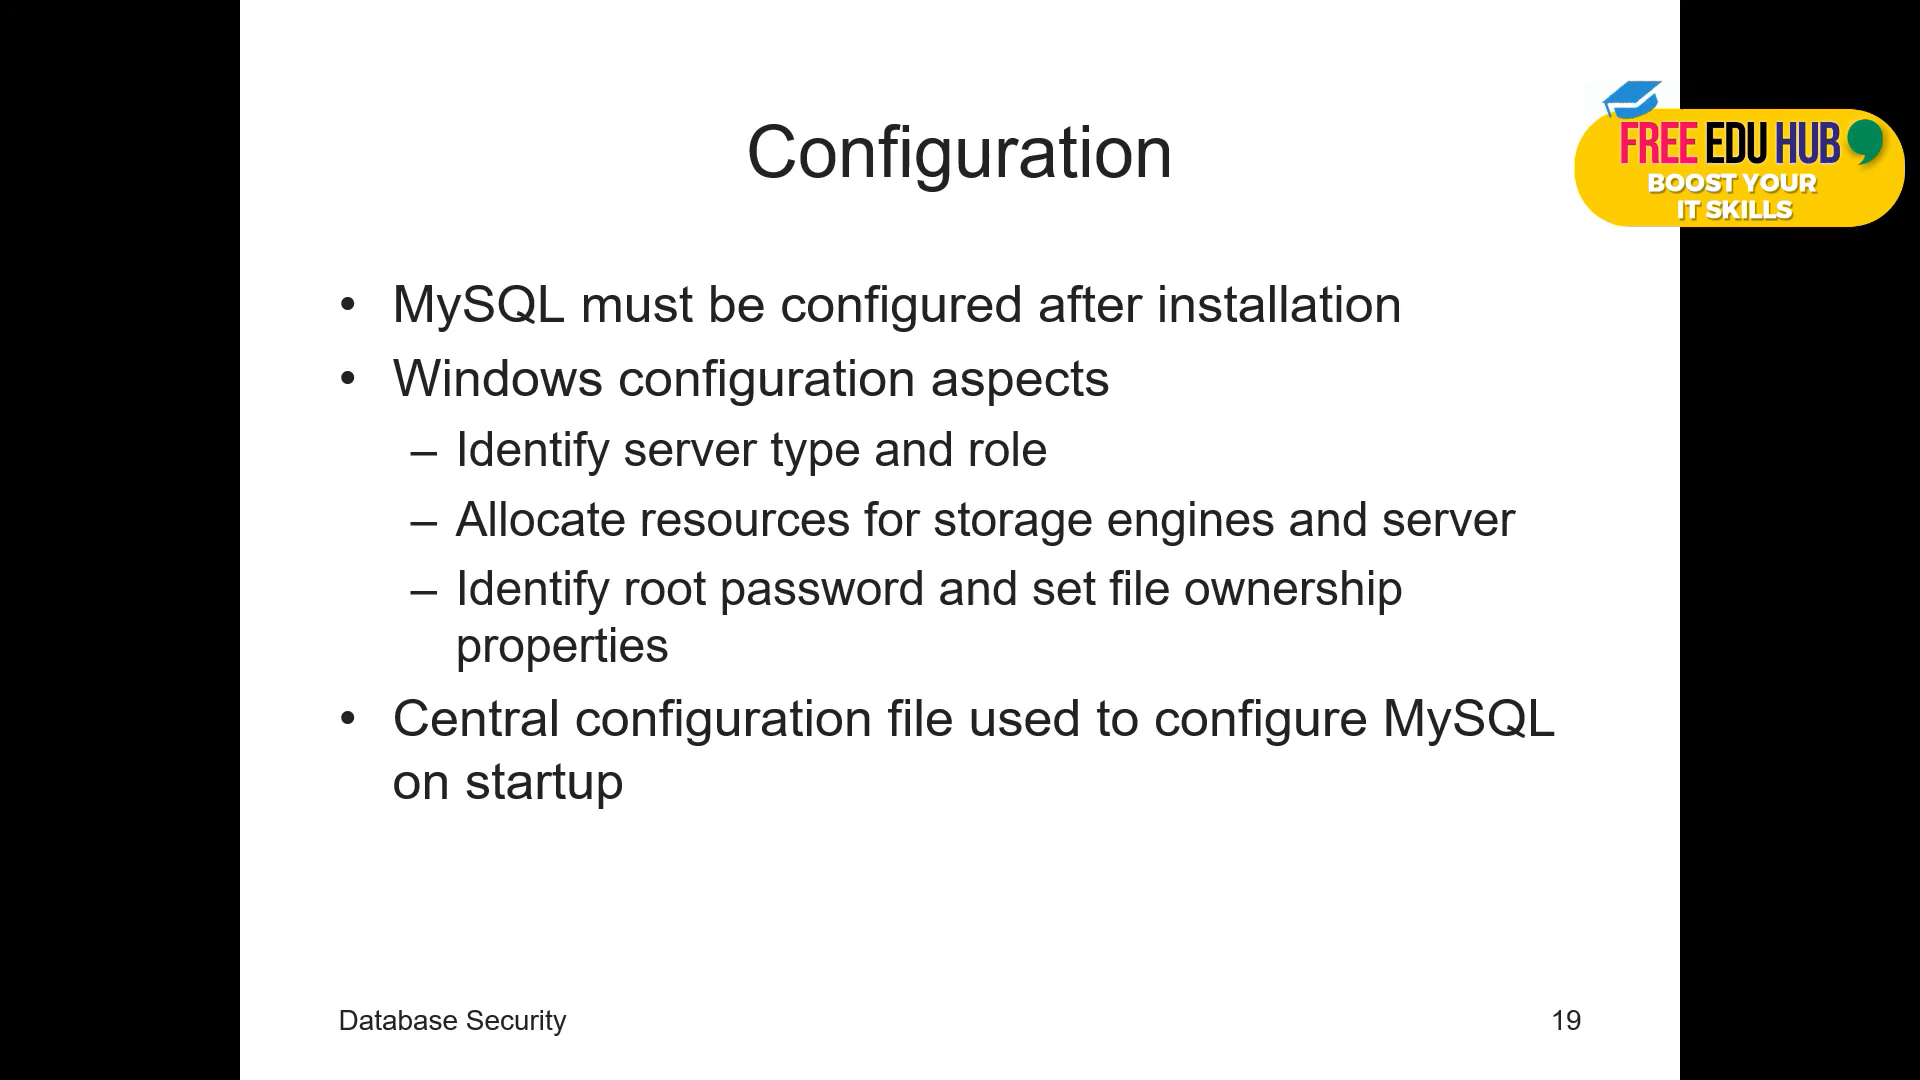 Configuration
FREE EDU HUB
BOOST YOUR
IT SKILLS
• MySQL must be configured after installation
• Windows configuration aspects
– Identify server type and role
– Allocate resources for storage engines and server
– Identify root password and set file ownership
properties
• Central configuration file used to configure MySQL
on startup
Database Security
19